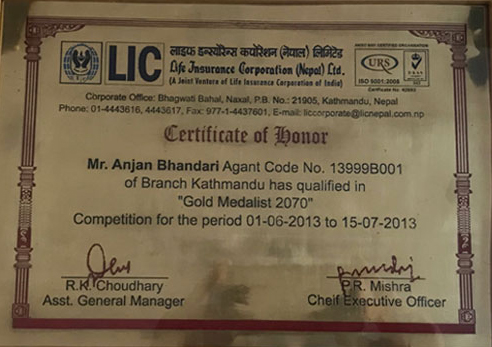 LIC
लाइफ इन्स्योरेन्स कर्पोरेशन (नेपाल) लिमिटेड
Life Insurance Corporation (Nepal) Ltd.
(A Joint Venture of Life Insurance Corporation of India)
URS
ISO 9001:2008
Certificate No: 42653
Corporate Office: Bhagwati Bahal, Naxal, P.B. No.: 21905, Kathmandu, Nepal
Phone: 01-4443616, 4443617, Fax: 977-1-4437601, E-mail: liccorporate@licnepal.com.np
Certificate of Honor
Mr. Anjan Bhandari Agent Code No. 13999B001
of Branch Kathmandu has qualified in
"Gold Medalist 2070"
Competition for the period 01-06-2013 to 15-07-2013
R.K. Choudhary
Asst. General Manager
P.R. Mishra
Cheif Executive Officer